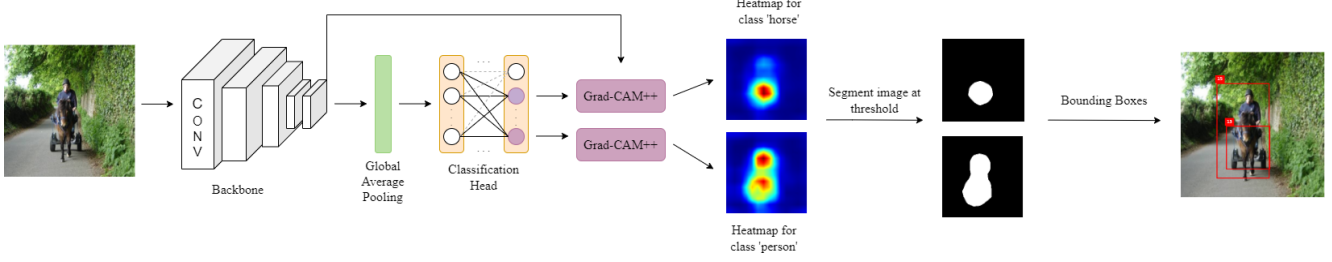 Heatmap for
class 'horse'
C
O
N
V
Grad-CAM++
Segment image at
threshold
Bounding Boxes
Grad-CAM++
Global
Average
Pooling
Classification
Head
Backbone
Heatmap for
class 'person'